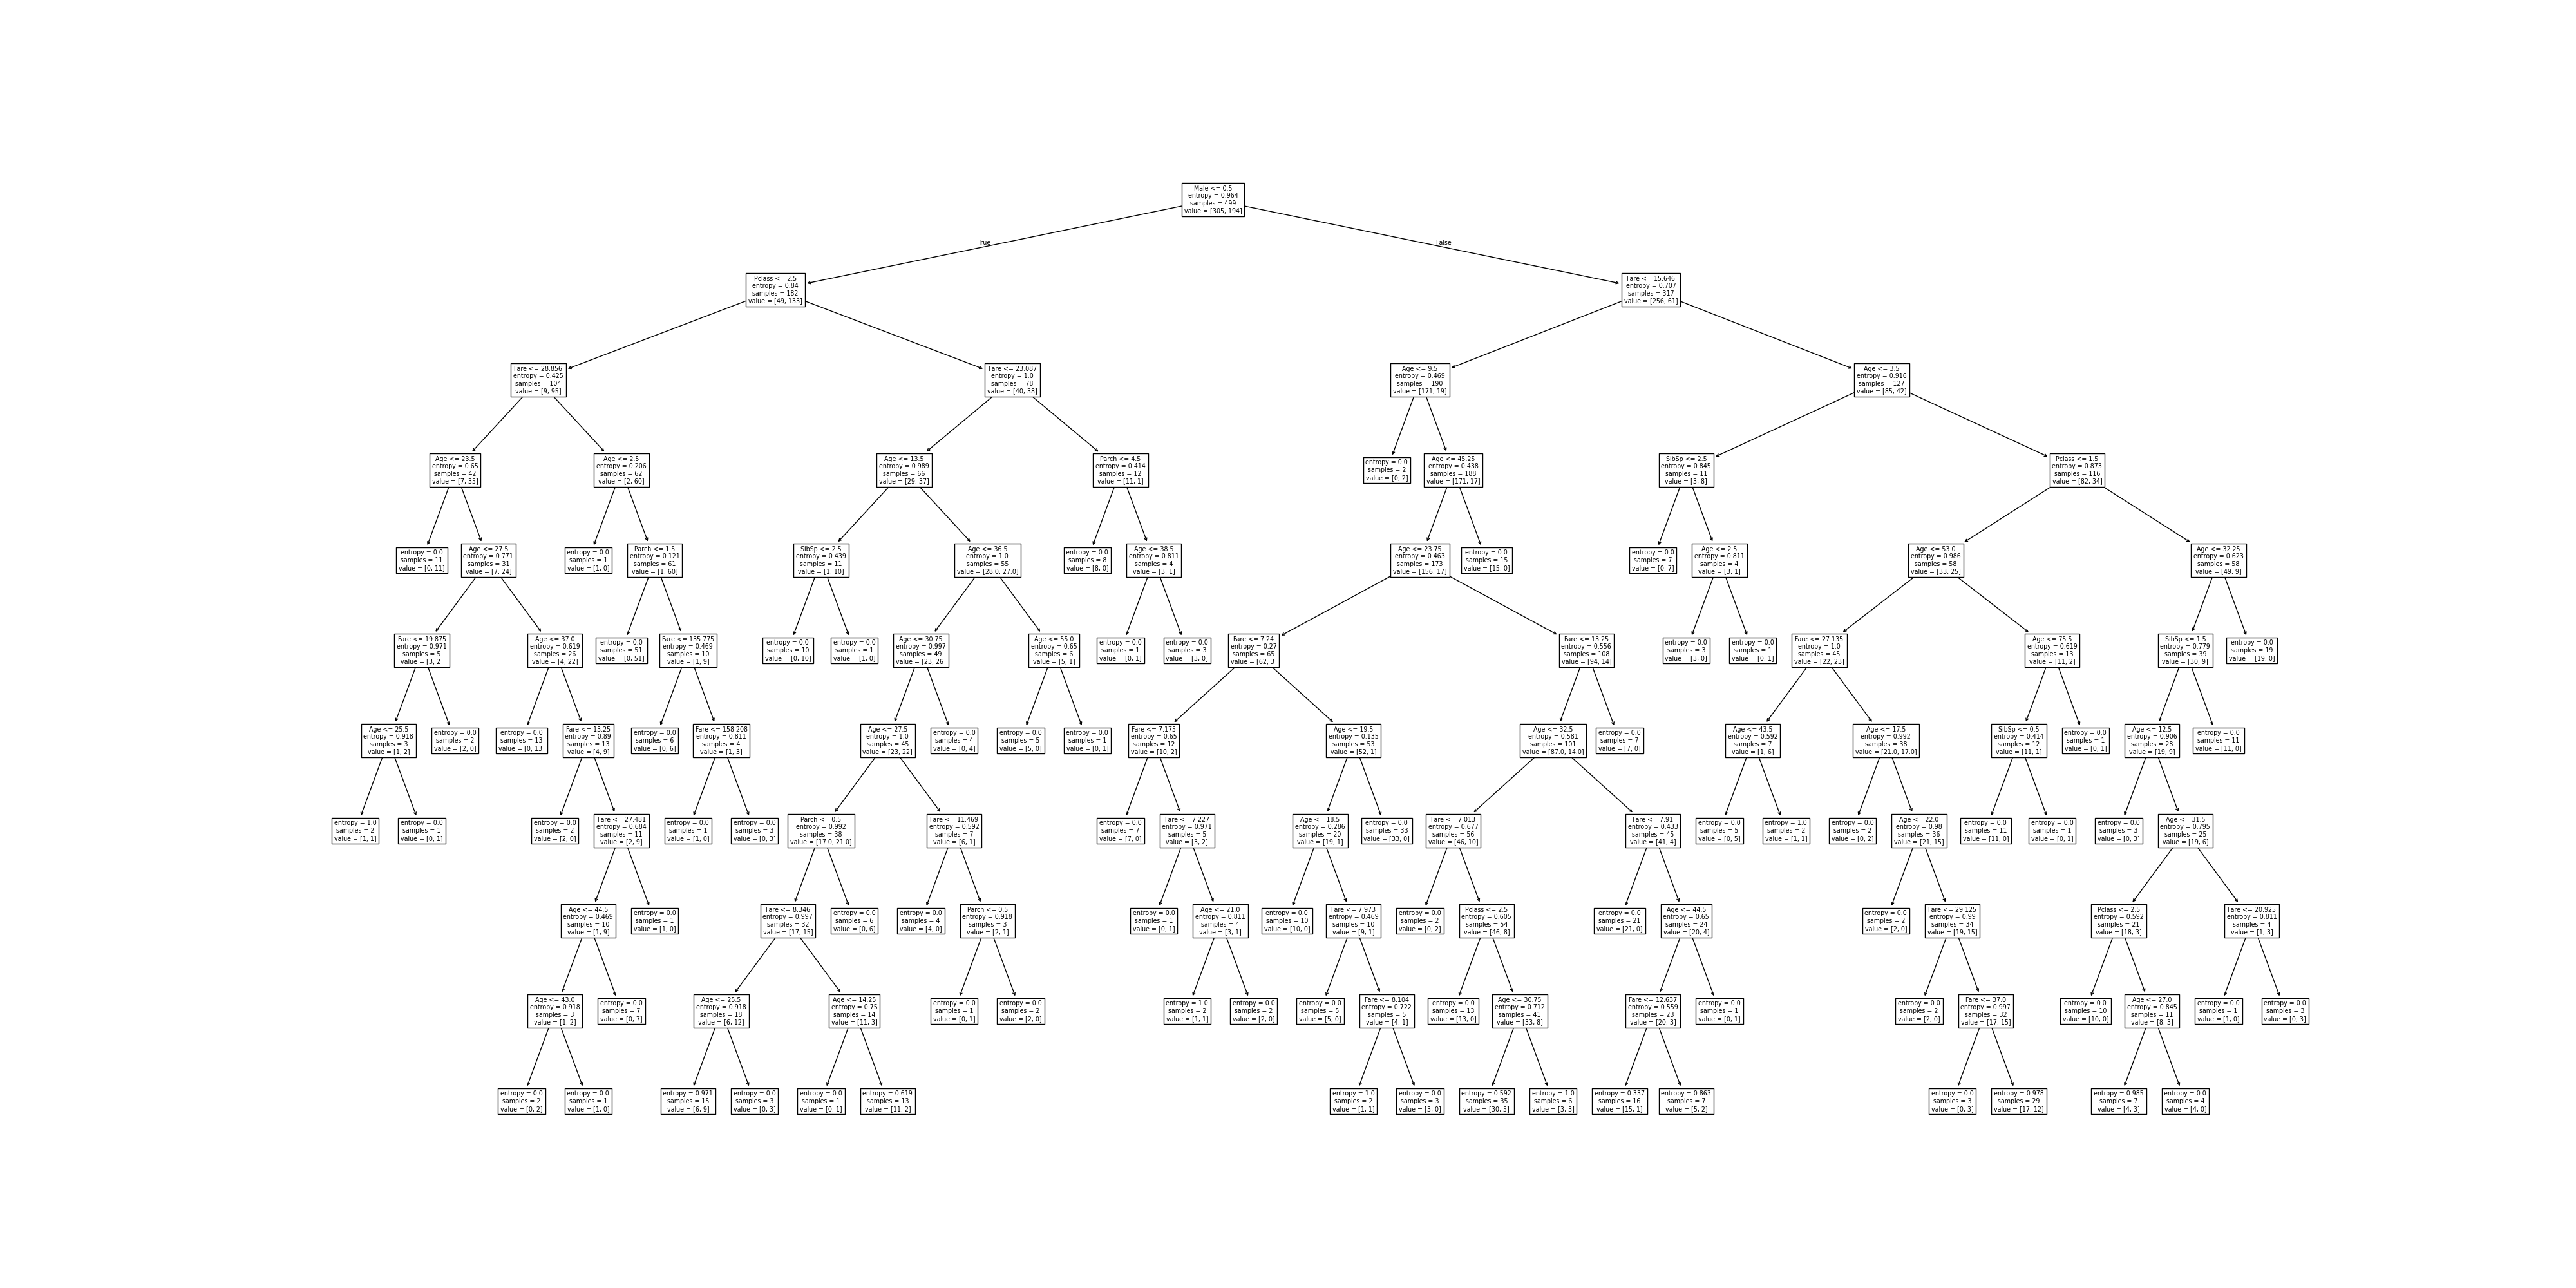 Male <= 0.5
entropy = 0.964
samples = 499
value = [305, 194]
True
False
Pclass <= 2.5
entropy = 0.84
samples = 182
value = [49, 133]
Fare <= 15.646
entropy = 0.707
samples = 317
value = [256, 61]
Fare <= 28.856
entropy = 0.425
samples = 104
value = [9, 95]
Fare <= 23.087
entropy = 1.0
samples = 78
value = [40, 38]
Age <= 9.5
entropy = 0.469
samples = 190
value = [171, 19]
Age <= 3.5
entropy = 0.916
samples = 127
value = [85, 42]
Age <= 23.5
entropy = 0.65
samples = 42
value = [7, 35]
Age <= 2.5
entropy = 0.206
samples = 62
value = [2, 60]
Age <= 13.5
entropy = 0.989
samples = 66
value = [29, 37]
Parch <= 4.5
entropy = 0.414
samples = 12
value = [11, 1]
entropy = 0.0
samples = 2
value = [0, 2]
Age <= 45.25
entropy = 0.438
samples = 188
value = [171, 17]
SibSp <= 2.5
entropy = 0.845
samples = 11
value = [3, 8]
Pclass <= 1.5
entropy = 0.873
samples = 116
value = [82, 34]
entropy = 0.0
samples = 11
value = [0, 11]
Age <= 27.5
entropy = 0.771
samples = 31
value = [7, 24]
entropy = 0.0
samples = 1
value = [1, 0]
Parch <= 1.5
entropy = 0.121
samples = 61
value = [1, 60]
SibSp <= 2.5
entropy = 0.439
samples = 11
value = [1, 10]
Age <= 36.5
entropy = 1.0
samples = 55
value = [28.0, 27.0]
entropy = 0.0
samples = 8
value = [8, 0]
Age <= 38.5
entropy = 0.811
samples = 4
value = [3, 1]
Age <= 23.75
entropy = 0.463
samples = 173
value = [156, 17]
entropy = 0.0
samples = 15
value = [15, 0]
entropy = 0.0
samples = 7
value = [0, 7]
Age <= 2.5
entropy = 0.811
samples = 4
value = [3, 1]
Age <= 53.0
entropy = 0.986
samples = 58
value = [33, 25]
Age <= 32.25
entropy = 0.623
samples = 58
value = [49, 9]
Fare <= 19.875
entropy = 0.971
samples = 5
value = [3, 2]
Age <= 37.0
entropy = 0.619
samples = 26
value = [4, 22]
entropy = 0.0
samples = 51
value = [0, 51]
Fare <= 135.775
entropy = 0.469
samples = 10
value = [1, 9]
entropy = 0.0
samples = 10
value = [0, 10]
entropy = 0.0
samples = 1
value = [1, 0]
Age <= 30.75
entropy = 0.997
samples = 49
value = [23, 26]
Age <= 55.0
entropy = 0.65
samples = 6
value = [5, 1]
entropy = 0.0
samples = 1
value = [0, 1]
entropy = 0.0
samples = 3
value = [3, 0]
Fare <= 7.24
entropy = 0.27
samples = 65
value = [62, 3]
Fare <= 13.25
entropy = 0.556
samples = 108
value = [94, 14]
entropy = 0.0
samples = 3
value = [3, 0]
entropy = 0.0
samples = 1
value = [0, 1]
Fare <= 27.135
entropy = 1.0
samples = 45
value = [22, 23]
Age <= 75.5
entropy = 0.619
samples = 13
value = [11, 2]
SibSp <= 1.5
entropy = 0.779
samples = 39
value = [30, 9]
entropy = 0.0
samples = 19
value = [19, 0]
Age <= 25.5
entropy = 0.918
samples = 3
value = [1, 2]
entropy = 0.0
samples = 2
value = [2, 0]
entropy = 0.0
samples = 13
value = [0, 13]
Fare <= 13.25
entropy = 0.89
samples = 13
value = [4, 9]
entropy = 0.0
samples = 6
value = [0, 6]
Fare <= 158.208
entropy = 0.811
samples = 4
value = [1, 3]
Age <= 27.5
entropy = 1.0
samples = 45
value = [23, 22]
entropy = 0.0
samples = 4
value = [0, 4]
entropy = 0.0
samples = 5
value = [5, 0]
entropy = 0.0
samples = 1
value = [0, 1]
Fare <= 7.175
entropy = 0.65
samples = 12
value = [10, 2]
Age <= 19.5
entropy = 0.135
samples = 53
value = [52, 1]
Age <= 32.5
entropy = 0.581
samples = 101
value = [87.0, 14.0]
entropy = 0.0
samples = 7
value = [7, 0]
Age <= 43.5
entropy = 0.592
samples = 7
value = [1, 6]
Age <= 17.5
entropy = 0.992
samples = 38
value = [21.0, 17.0]
SibSp <= 0.5
entropy = 0.414
samples = 12
value = [11, 1]
entropy = 0.0
samples = 1
value = [0, 1]
Age <= 12.5
entropy = 0.906
samples = 28
value = [19, 9]
entropy = 0.0
samples = 11
value = [11, 0]
entropy = 1.0
samples = 2
value = [1, 1]
entropy = 0.0
samples = 1
value = [0, 1]
entropy = 0.0
samples = 2
value = [2, 0]
Fare <= 27.481
entropy = 0.684
samples = 11
value = [2, 9]
entropy = 0.0
samples = 1
value = [1, 0]
entropy = 0.0
samples = 3
value = [0, 3]
Parch <= 0.5
entropy = 0.992
samples = 38
value = [17.0, 21.0]
Fare <= 11.469
entropy = 0.592
samples = 7
value = [6, 1]
entropy = 0.0
samples = 7
value = [7, 0]
Fare <= 7.227
entropy = 0.971
samples = 5
value = [3, 2]
Age <= 18.5
entropy = 0.286
samples = 20
value = [19, 1]
entropy = 0.0
samples = 33
value = [33, 0]
Fare <= 7.013
entropy = 0.677
samples = 56
value = [46, 10]
Fare <= 7.91
entropy = 0.433
samples = 45
value = [41, 4]
entropy = 0.0
samples = 5
value = [0, 5]
entropy = 1.0
samples = 2
value = [1, 1]
entropy = 0.0
samples = 2
value = [0, 2]
Age <= 22.0
entropy = 0.98
samples = 36
value = [21, 15]
entropy = 0.0
samples = 11
value = [11, 0]
entropy = 0.0
samples = 1
value = [0, 1]
entropy = 0.0
samples = 3
value = [0, 3]
Age <= 31.5
entropy = 0.795
samples = 25
value = [19, 6]
Age <= 44.5
entropy = 0.469
samples = 10
value = [1, 9]
entropy = 0.0
samples = 1
value = [1, 0]
Fare <= 8.346
entropy = 0.997
samples = 32
value = [17, 15]
entropy = 0.0
samples = 6
value = [0, 6]
entropy = 0.0
samples = 4
value = [4, 0]
Parch <= 0.5
entropy = 0.918
samples = 3
value = [2, 1]
entropy = 0.0
samples = 1
value = [0, 1]
Age <= 21.0
entropy = 0.811
samples = 4
value = [3, 1]
entropy = 0.0
samples = 10
value = [10, 0]
Fare <= 7.973
entropy = 0.469
samples = 10
value = [9, 1]
entropy = 0.0
samples = 2
value = [0, 2]
Pclass <= 2.5
entropy = 0.605
samples = 54
value = [46, 8]
entropy = 0.0
samples = 21
value = [21, 0]
Age <= 44.5
entropy = 0.65
samples = 24
value = [20, 4]
entropy = 0.0
samples = 2
value = [2, 0]
Fare <= 29.125
entropy = 0.99
samples = 34
value = [19, 15]
Pclass <= 2.5
entropy = 0.592
samples = 21
value = [18, 3]
Fare <= 20.925
entropy = 0.811
samples = 4
value = [1, 3]
Age <= 43.0
entropy = 0.918
samples = 3
value = [1, 2]
entropy = 0.0
samples = 7
value = [0, 7]
Age <= 25.5
entropy = 0.918
samples = 18
value = [6, 12]
Age <= 14.25
entropy = 0.75
samples = 14
value = [11, 3]
entropy = 0.0
samples = 1
value = [0, 1]
entropy = 0.0
samples = 2
value = [2, 0]
entropy = 1.0
samples = 2
value = [1, 1]
entropy = 0.0
samples = 2
value = [2, 0]
entropy = 0.0
samples = 5
value = [5, 0]
Fare <= 8.104
entropy = 0.722
samples = 5
value = [4, 1]
entropy = 0.0
samples = 13
value = [13, 0]
Age <= 30.75
entropy = 0.712
samples = 41
value = [33, 8]
Fare <= 12.637
entropy = 0.559
samples = 23
value = [20, 3]
entropy = 0.0
samples = 1
value = [0, 1]
entropy = 0.0
samples = 2
value = [2, 0]
Fare <= 37.0
entropy = 0.997
samples = 32
value = [17, 15]
entropy = 0.0
samples = 10
value = [10, 0]
Age <= 27.0
entropy = 0.845
samples = 11
value = [8, 3]
entropy = 0.0
samples = 1
value = [1, 0]
entropy = 0.0
samples = 3
value = [0, 3]
entropy = 0.0
samples = 2
value = [0, 2]
entropy = 0.0
samples = 1
value = [1, 0]
entropy = 0.971
samples = 15
value = [6, 9]
entropy = 0.0
samples = 3
value = [0, 3]
entropy = 0.0
samples = 1
value = [0, 1]
entropy = 0.619
samples = 13
value = [11, 2]
entropy = 1.0
samples = 2
value = [1, 1]
entropy = 0.0
samples = 3
value = [3, 0]
entropy = 0.592
samples = 35
value = [30, 5]
entropy = 1.0
samples = 6
value = [3, 3]
entropy = 0.337
samples = 16
value = [15, 1]
entropy = 0.863
samples = 7
value = [5, 2]
entropy = 0.0
samples = 3
value = [0, 3]
entropy = 0.978
samples = 29
value = [17, 12]
entropy = 0.985
samples = 7
value = [4, 3]
entropy = 0.0
samples = 4
value = [4, 0]